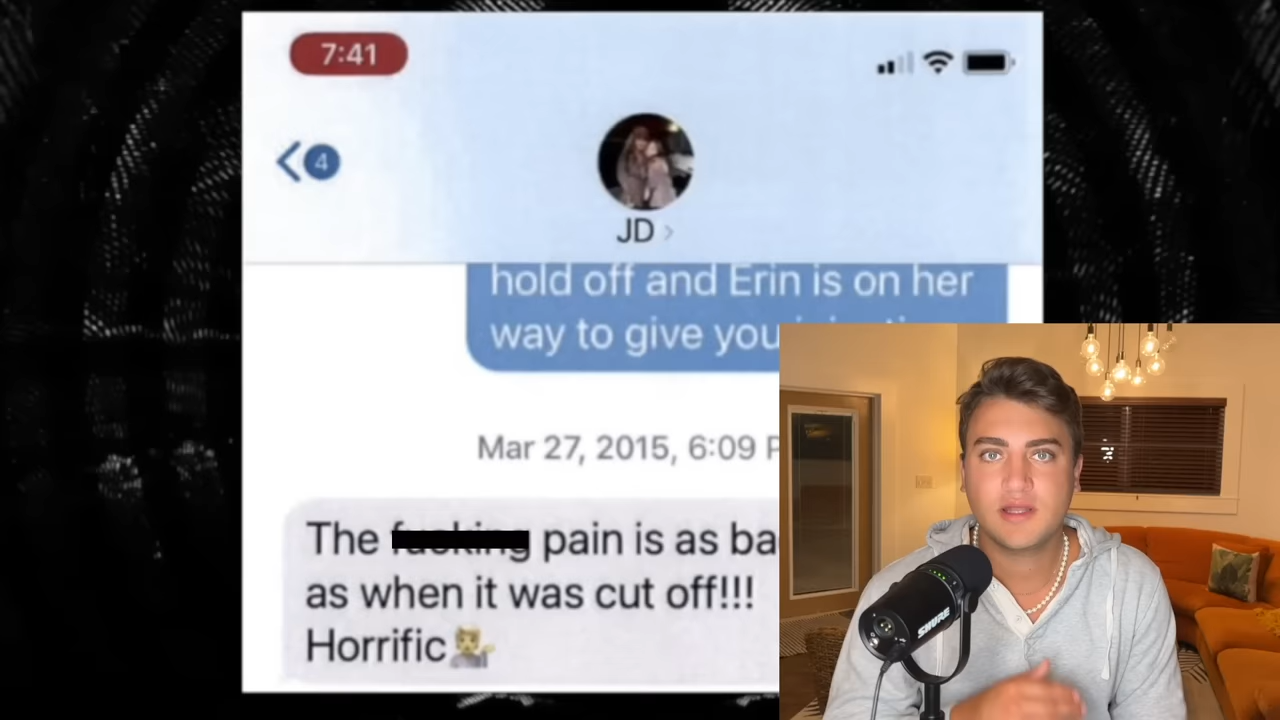 7:41
4
JD
hold off and Erin is on her
way to give you
Mar 27, 2015, 6:09
The pain is as
as when it was cut off!!!
Horrific
SHURE